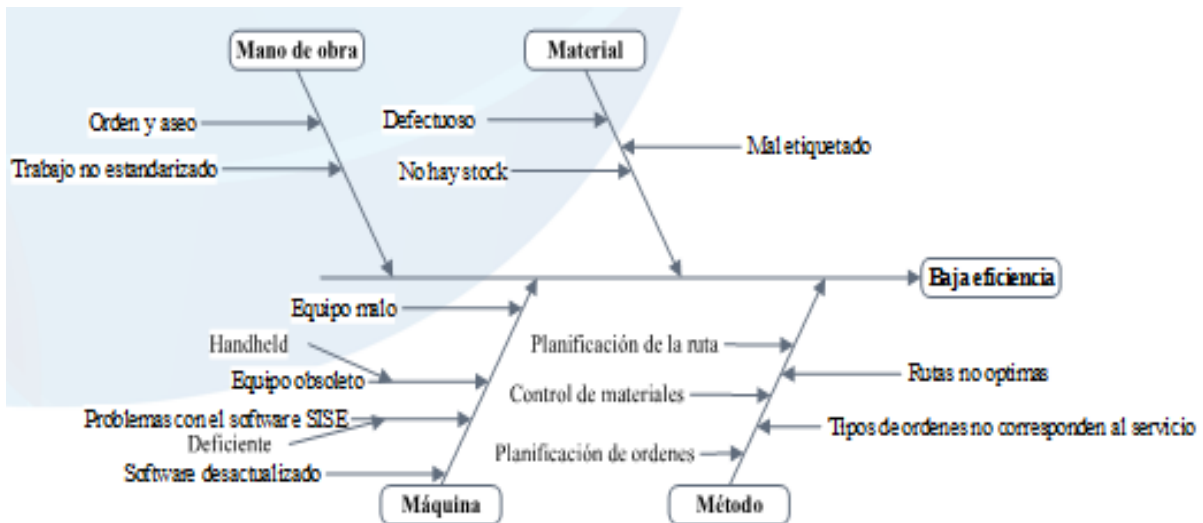 Mano de obra
Material
Orden y aseo
Defectuoso
Mal etiquetado
Trabajo no estandarizado
No hay stock
Baja eficiencia
Equipo malo
Handheld
Planificación de la ruta
Equipo obsoleto
Rutas no optimas
Control de materiales
Problemas con el software SISE
Tipos de ordenes no corresponden al servicio
Deficiente
Planificación de ordenes
Software desactualizado
Máquina
Método